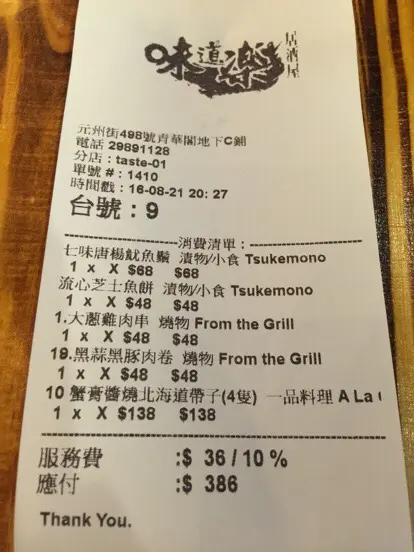 味道楽
居酒屋
元州街498號青華閣地下C鋪
電話 29891128
分店 : taste-01
單號 # : 1410
時間戳 : 16-08-21 20: 27
台號 : 9
消費清單 :
七味唐楊魷魚鬚 漬物/小食 Tsukemono
1 x X $68 $68
流心芝士魚餅 漬物/小食 Tsukemono
1 x X $48 $48
1.大蔥雞肉串 燒物 From the Grill
1 x X $48 $48
19.黑蒜黑豚肉卷 燒物 From the Grill
1 x X $48 $48
10 蟹膏醬燒北海道帶子(4隻) 一品料理 A La
1 x X $138 $138
服務費 :$ 36 / 10 %
應付 :$ 386
Thank You.